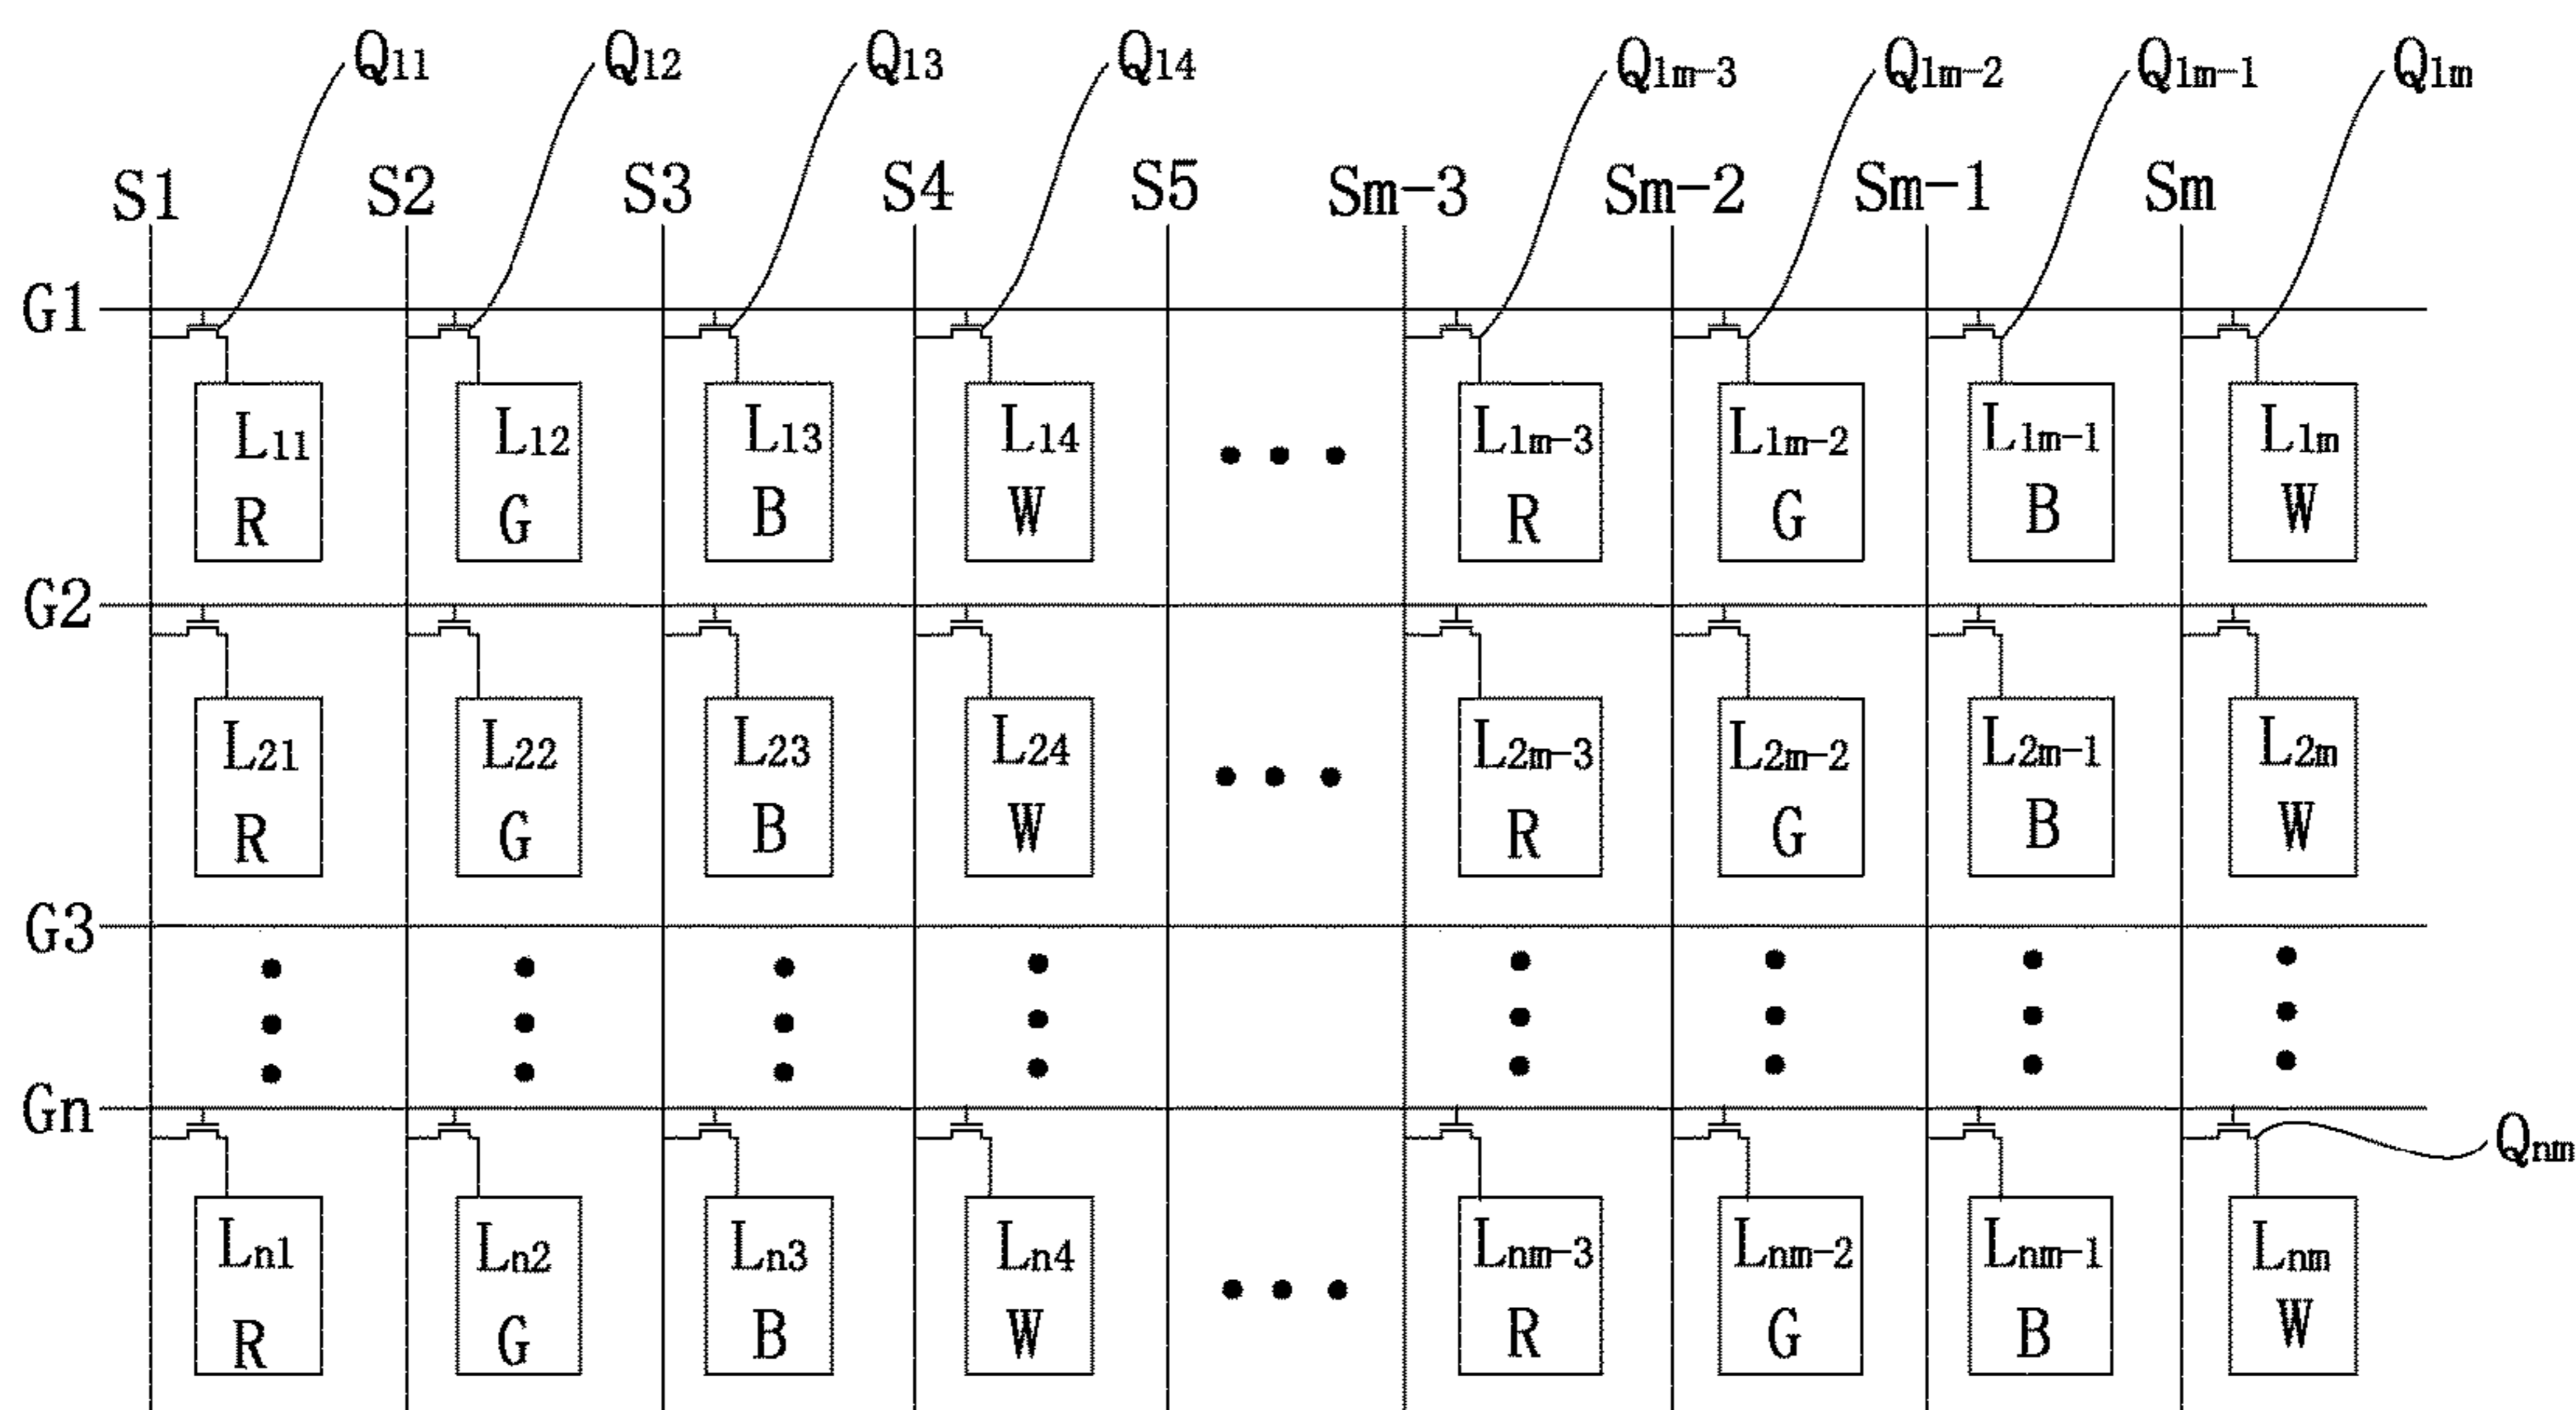 Q11 Q12 Q13 Q14 Q1m-3 Q1m-2 Q1m-1 Q1m
S1 S2 S3 S4 S5 Sm-3 Sm-2 Sm-1 Sm
G1
L11 L12 L13 L14 L1m-3 L1m-2 L1m-1 L1m
R G B W R G B W
G2
L21 L22 L23 L24 L2m-3 L2m-2 L2m-1 L2m
R G B W R G B W
G3
Gn
Qnm
Ln1 Ln2 Ln3 Ln4 Lnm-3 Lnm-2 Lnm-1 Lnm
R G B W R G B W